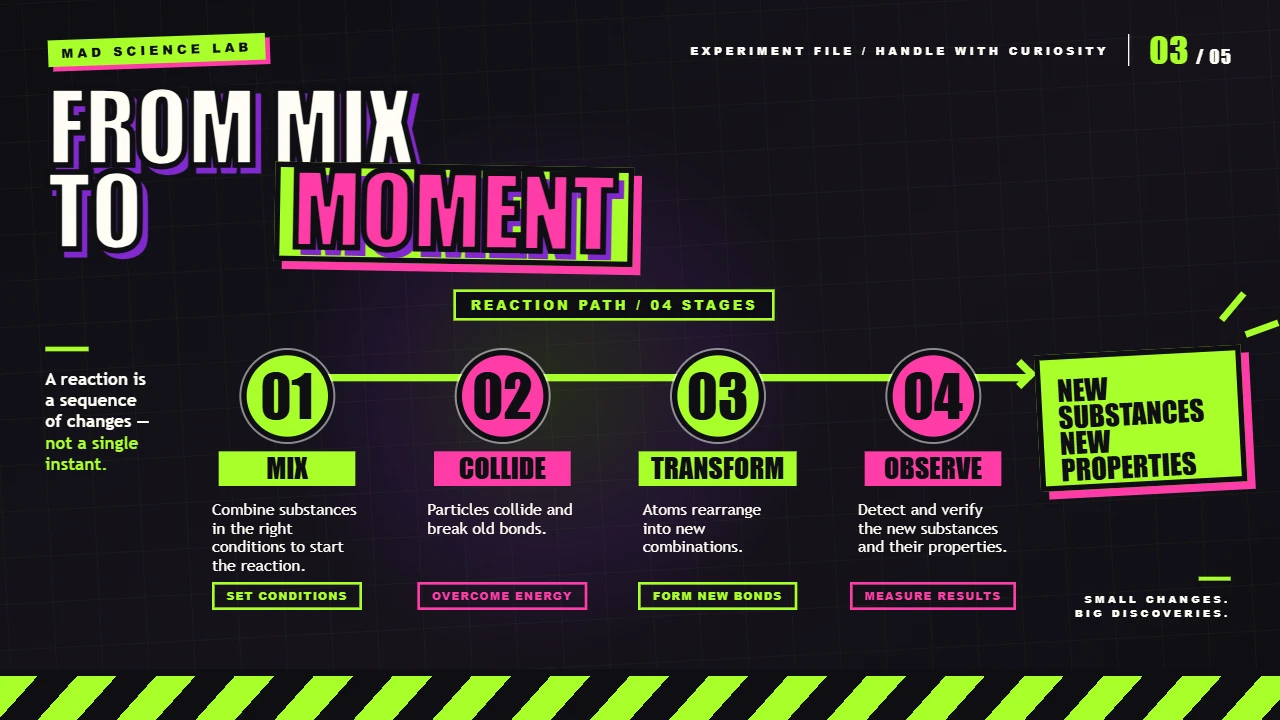 MAD SCIENCE LAB
EXPERIMENT FILE / HANDLE WITH CURIOSITY
03 / 05
FROM MIX
TO MOMENT
REACTION PATH / 04 STAGES
A reaction is
a sequence
of changes —
not a single
instant.
01
MIX
Combine substances
in the right
conditions to start
the reaction.
SET CONDITIONS
02
COLLIDE
Particles collide and
break old bonds.
OVERCOME ENERGY
03
TRANSFORM
Atoms rearrange
into new
combinations.
FORM NEW BONDS
04
OBSERVE
Detect and verify
the new substances
and their properties.
MEASURE RESULTS
NEW
SUBSTANCES
NEW
PROPERTIES
SMALL CHANGES.
BIG DISCOVERIES.